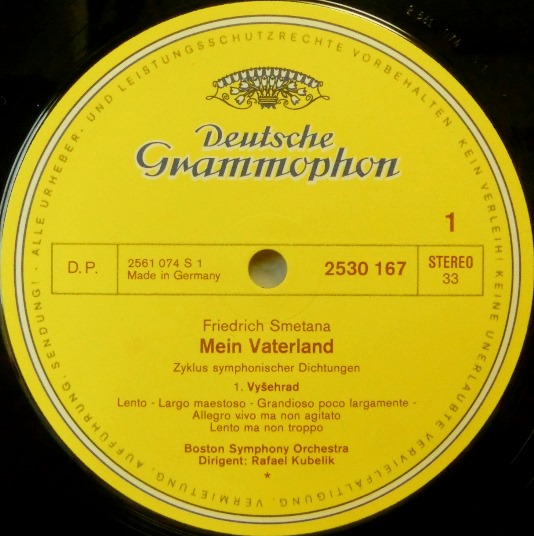 ALLE URHEBER- UND LEISTUNGSSCHUTZRECHTE VORBEHALTEN. KEIN VERLEIH! KEINE UNERLAUBTE VERVIELFÄLTIGUNG, VERMIETUNG, AUFFÜHRUNG, SENDUNG!
Deutsche
Grammophon
1
D.P.
2561 074 S 1
Made in Germany
2530 167
STEREO
33
Friedrich Smetana
Mein Vaterland
Zyklus symphonischer Dichtungen
1. Vyšehrad
Lento - Largo maestoso - Grandioso poco largamente -
Allegro vivo ma non agitato
Lento ma non troppo
Boston Symphony Orchestra
Dirigent: Rafael Kubelik
*